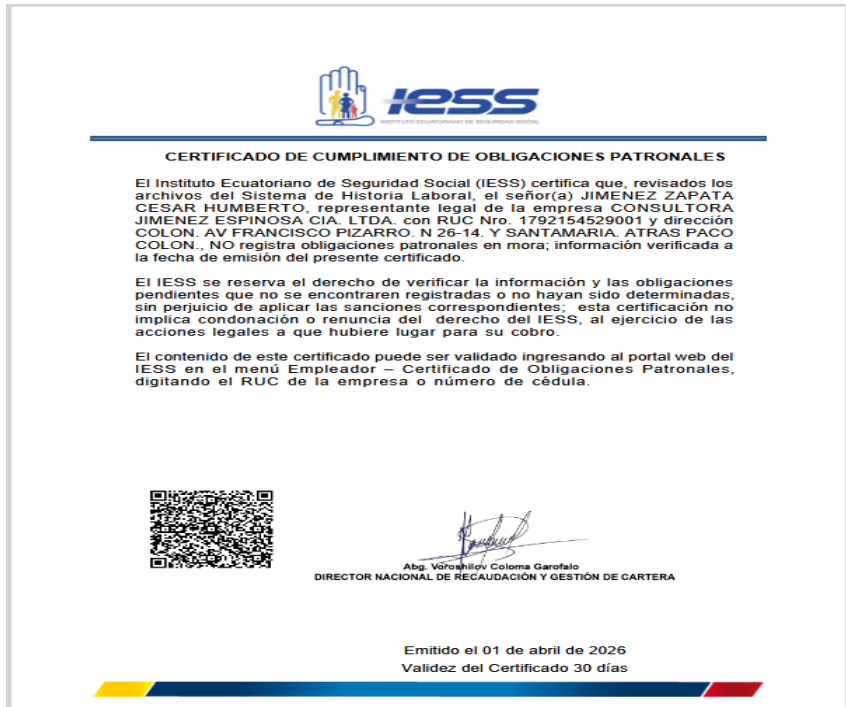 IESS
INSTITUTO ECUATORIANO DE SEGURIDAD SOCIAL
CERTIFICADO DE CUMPLIMIENTO DE OBLIGACIONES PATRONALES
El Instituto Ecuatoriano de Seguridad Social (IESS) certifica que, revisados los
archivos del Sistema de Historia Laboral, el señor(a) JIMENEZ ZAPATA
CESAR HUMBERTO, representante legal de la empresa CONSULTORA
JIMENEZ ESPINOSA CIA. LTDA. con RUC Nro. 1792154529001 y dirección
COLON. AV FRANCISCO PIZARRO. N 26-14. Y SANTAMARIA. ATRAS PACO
COLON., NO registra obligaciones patronales en mora; información verificada a
la fecha de emisión del presente certificado.
El IESS se reserva el derecho de verificar la información y las obligaciones
pendientes que no se encontraren registradas o no hayan sido determinadas,
sin perjuicio de aplicar las sanciones correspondientes; esta certificación no
implica condonación o renuncia del derecho del IESS, al ejercicio de las
acciones legales a que hubiere lugar para su cobro.
El contenido de este certificado puede ser validado ingresando al portal web del
IESS en el menú Empleador – Certificado de Obligaciones Patronales,
digitando el RUC de la empresa o número de cédula.
Abg. Voroshilov Coloma Garofalo
DIRECTOR NACIONAL DE RECAUDACIÓN Y GESTIÓN DE CARTERA
Emitido el 01 de abril de 2026
Validez del Certificado 30 días